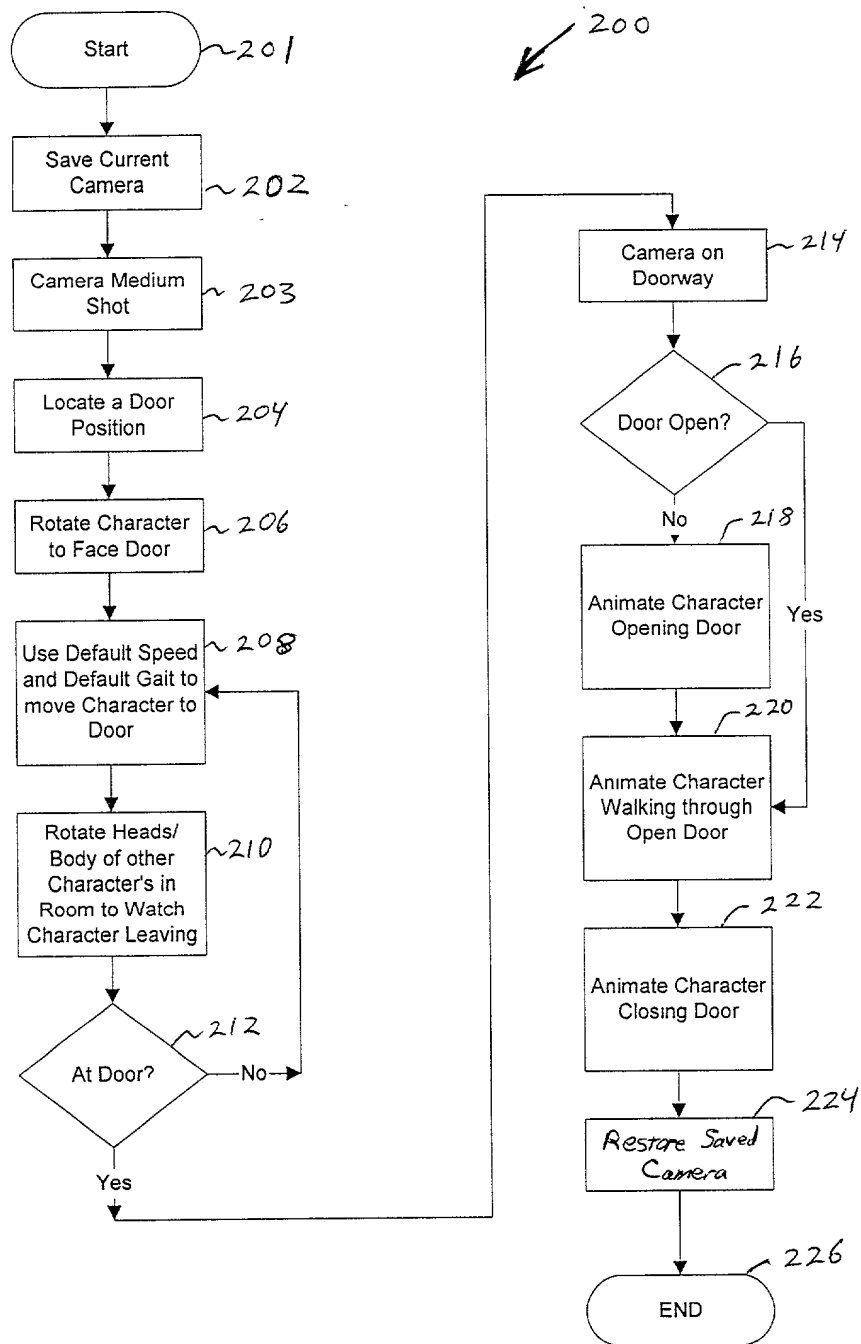 200
Start
201
Save Current
Camera
202
Camera Medium
Shot
203
Locate a Door
Position
204
Rotate Character
to Face Door
206
Use Default Speed
and Default Gait to
move Character to
Door
208
Rotate Heads/
Body of other
Character's in
Room to Watch
Character Leaving
210
At Door?
212
No
Yes
Camera on
Doorway
214
Door Open?
216
No
Yes
Animate Character
Opening Door
218
Animate Character
Walking through
Open Door
220
Animate Character
Closing Door
222
Restore Saved
Camera
224
END
226